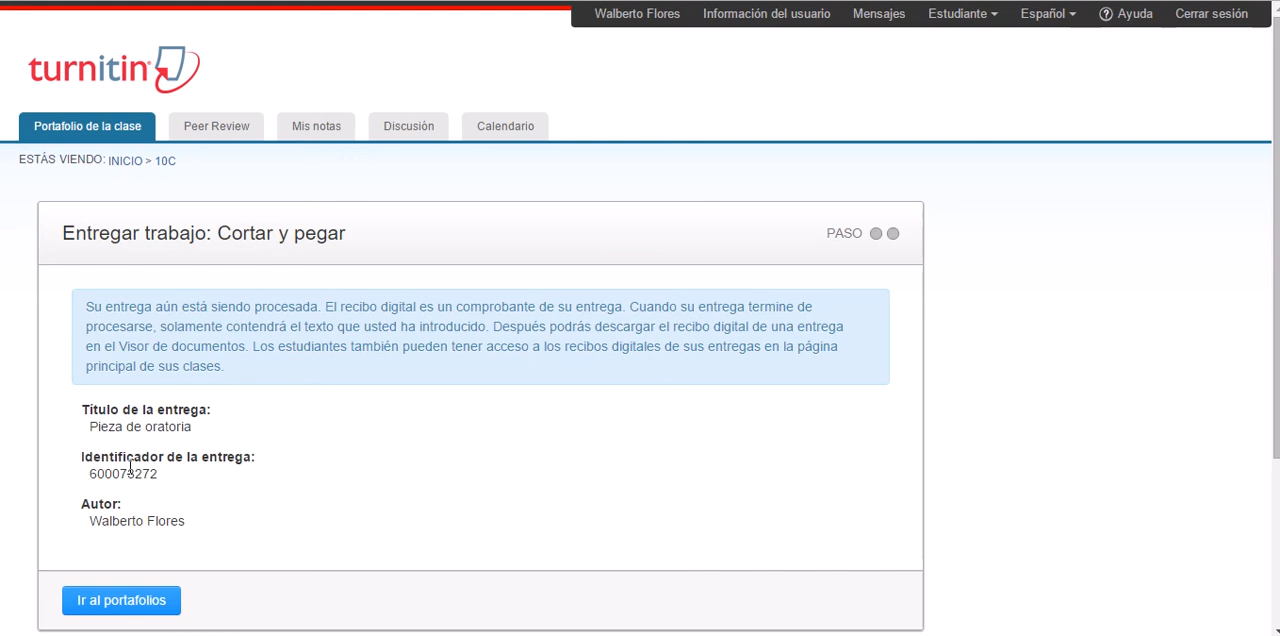 Walberto Flores Información del usuario Mensajes Estudiante Español Ayuda Cerrar sesión
turnitin
Portafolio de la clase Peer Review Mis notas Discusión Calendario
ESTÁS VIENDO: INICIO > 10C
Entregar trabajo: Cortar y pegar PASO
Su entrega aún está siendo procesada. El recibo digital es un comprobante de su entrega. Cuando su entrega termine de
procesarse, solamente contendrá el texto que usted ha introducido. Después podrás descargar el recibo digital de una entrega
en el Visor de documentos. Los estudiantes también pueden tener acceso a los recibos digitales de sus entregas en la página
principal de sus clases.
Título de la entrega:
Pieza de oratoria
Identificador de la entrega:
600073272
Autor:
Walberto Flores
Ir al portafolios